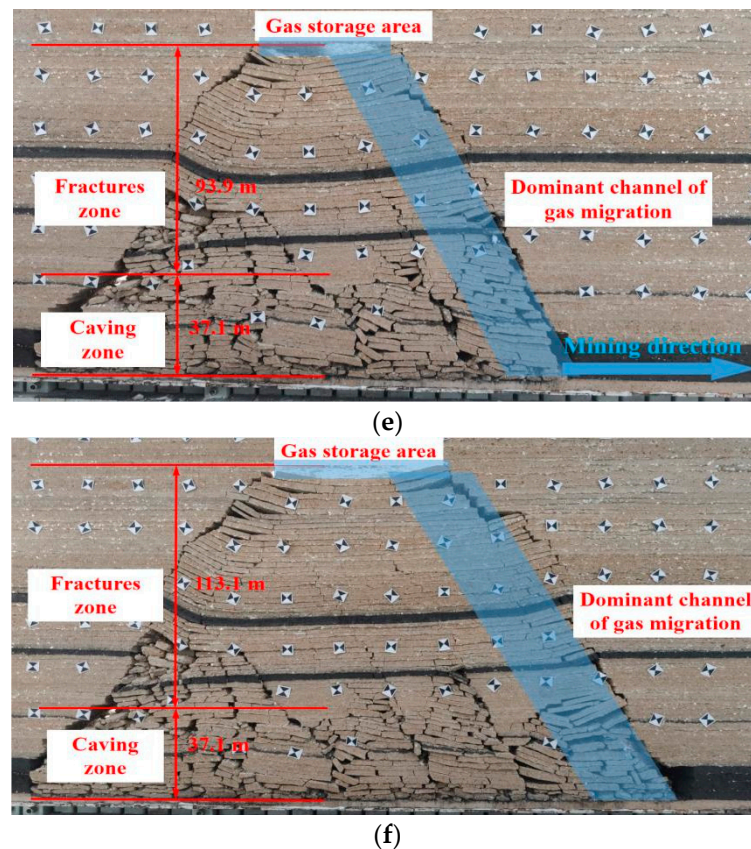 Gas storage area
Fractures
zone
93.9 m
Dominant channel of
gas migration
Caving
zone
37.1 m
Mining direction
(e)
Gas storage area
Fractures
zone
113.1 m
Dominant channel
of gas migration
Caving
zone
37.1 m
(f)